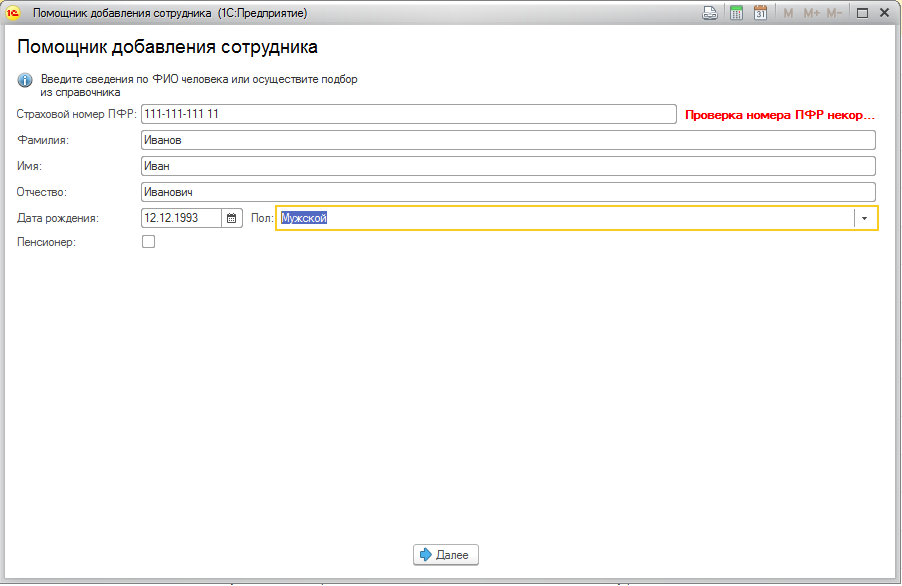 Помощник добавления сотрудника (1С:Предприятие)
31 M M+ M-
Помощник добавления сотрудника
Введите сведения по ФИО человека или осуществите подбор
из справочника
Страховой номер ПФР: 111-111-111 11 Проверка номера ПФР некор...
Фамилия: Иванов
Имя: Иван
Отчество: Иванович
Дата рождения: 12.12.1993 Пол: Мужской
Пенсионер:
Далее